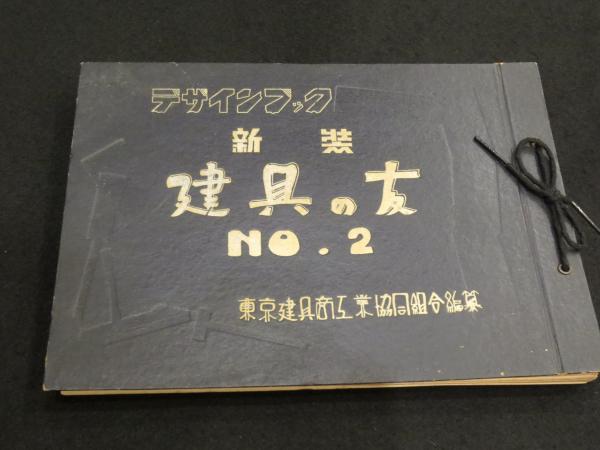 デザインブック
新装
建具の友
NO.2
東京建具商工業協同組合編纂